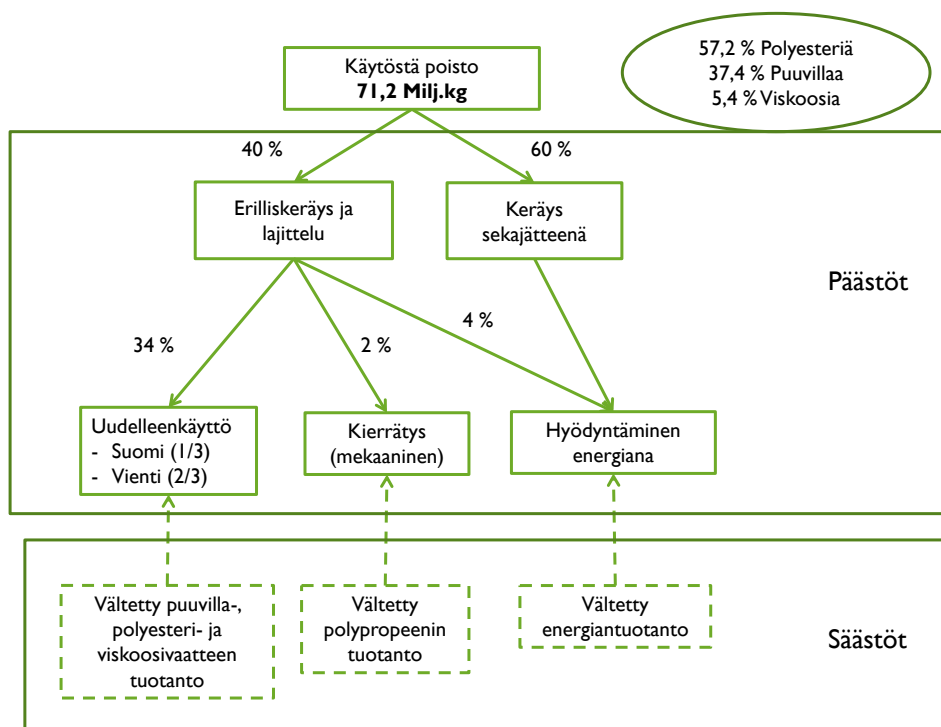 Käytöstä poisto
71,2 Milj.kg
57,2 % Polyesteriä
37,4 % Puuvillaa
5,4 % Viskoosia
40 %
60 %
Erilliskeräys ja
lajittelu
Keräys
sekajätteenä
Päästöt
34 %
2 %
4 %
Uudelleenkäyttö
- Suomi (1/3)
- Vienti (2/3)
Kierrätys
(mekaaninen)
Hyödyntäminen
energiana
Vältetty puuvilla-,
polyesteri- ja
viskoosivaatteen
tuotanto
Vältetty
polypropeenin
tuotanto
Vältetty
energiantuotanto
Säästöt